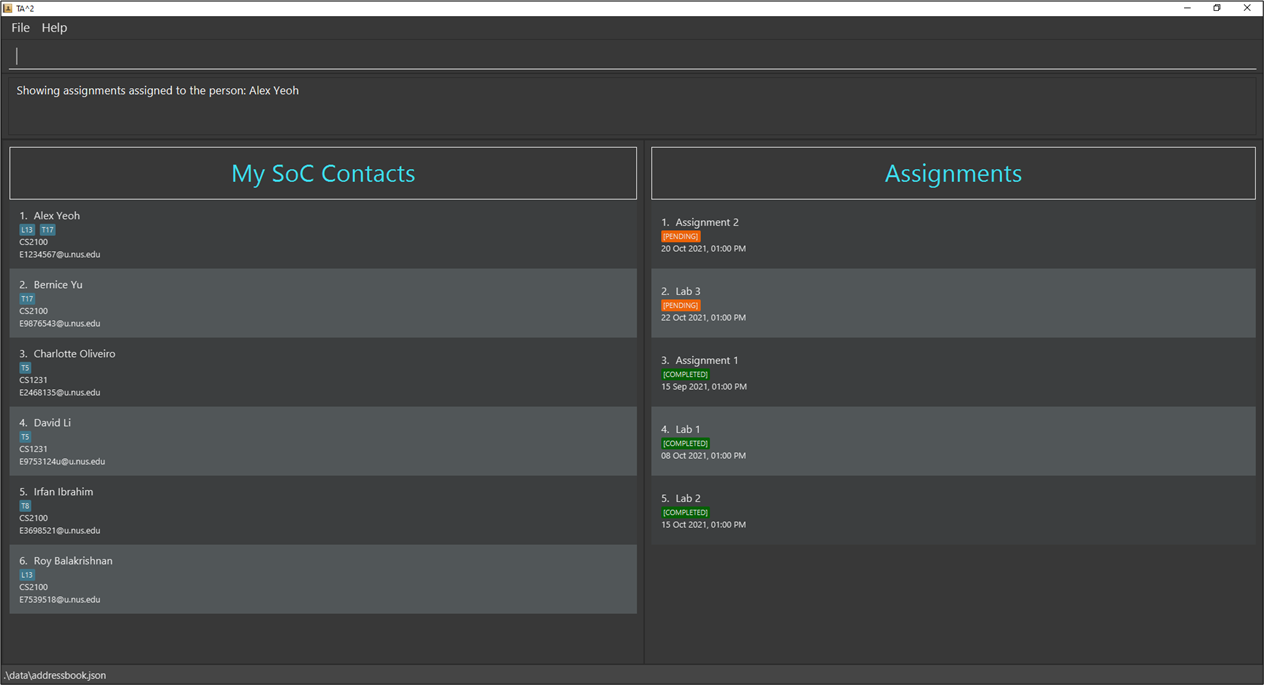 TA^2
File Help
Showing assignments assigned to the person: Alex Yeoh
My SoC Contacts
1. Alex Yeoh
L13 T17
CS2100
E1234567@u.nus.edu
2. Bernice Yu
T17
CS2100
E9876543@u.nus.edu
3. Charlotte Oliveiro
T5
CS1231
E2468135@u.nus.edu
4. David Li
T5
CS1231
E9753124u@u.nus.edu
5. Irfan Ibrahim
T8
CS2100
E3698521@u.nus.edu
6. Roy Balakrishnan
L13
CS2100
E7539518@u.nus.edu
Assignments
1. Assignment 2
[PENDING]
20 Oct 2021, 01:00 PM
2. Lab 3
[PENDING]
22 Oct 2021, 01:00 PM
3. Assignment 1
[COMPLETED]
15 Sep 2021, 01:00 PM
4. Lab 1
[COMPLETED]
08 Oct 2021, 01:00 PM
5. Lab 2
[COMPLETED]
15 Oct 2021, 01:00 PM
.\data\addressbook.json